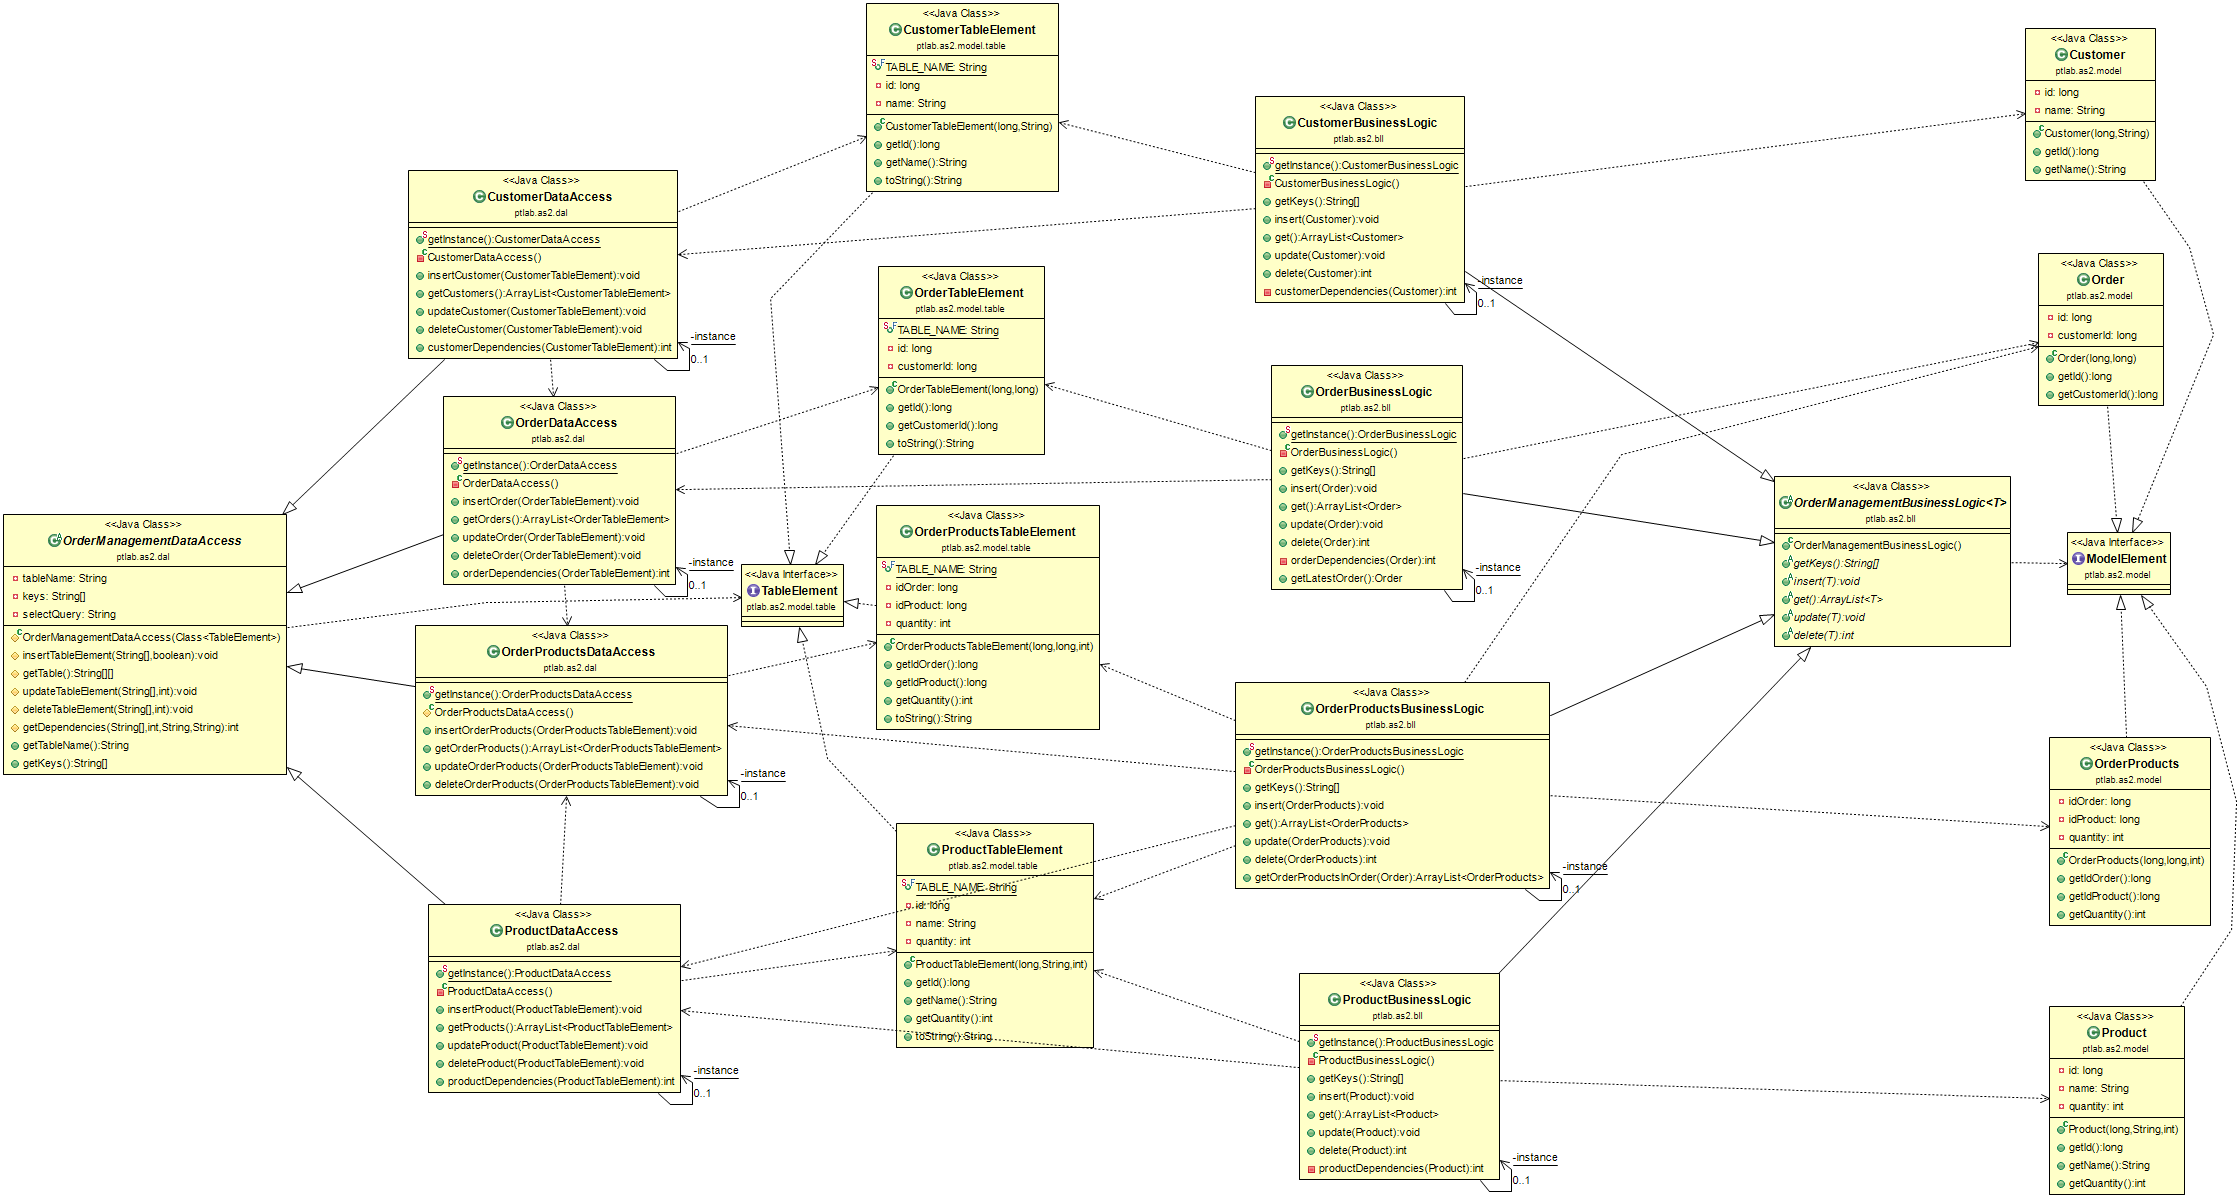 <<Java Class>>
CustomerTableElement
ptlab.as2.model.table
TABLE_NAME: String
id: long
name: String
CustomerTableElement(long,String)
getId():long
getName():String
toString():String
<<Java Class>>
Customer
ptlab.as2.model
id: long
name: String
Customer(long,String)
getId():long
getName():String
<<Java Class>>
CustomerBusinessLogic
ptlab.as2.bll
getInstance():CustomerBusinessLogic
CustomerBusinessLogic()
getKeys():String[]
insert(Customer):void
get():ArrayList<Customer>
update(Customer):void
delete(Customer):int
customerDependencies(Customer):int
-instance
0..1
<<Java Class>>
CustomerDataAccess
ptlab.as2.dal
getInstance():CustomerDataAccess
CustomerDataAccess()
insertCustomer(CustomerTableElement):void
getCustomers():ArrayList<CustomerTableElement>
updateCustomer(CustomerTableElement):void
deleteCustomer(CustomerTableElement):void
customerDependencies(CustomerTableElement):int
-instance
0..1
<<Java Class>>
OrderTableElement
ptlab.as2.model.table
TABLE_NAME: String
id: long
customerId: long
OrderTableElement(long,long)
getId():long
getCustomerId():long
toString():String
<<Java Class>>
Order
ptlab.as2.model
id: long
customerId: long
Order(long,long)
getId():long
getCustomerId():long
<<Java Class>>
OrderBusinessLogic
ptlab.as2.bll
getInstance():OrderBusinessLogic
OrderBusinessLogic()
getKeys():String[]
insert(Order):void
get():ArrayList<Order>
update(Order):void
delete(Order):int
orderDependencies(Order):int
getLatestOrder():Order
-instance
0..1
<<Java Class>>
OrderDataAccess
ptlab.as2.dal
getInstance():OrderDataAccess
OrderDataAccess()
insertOrder(OrderTableElement):void
getOrders():ArrayList<OrderTableElement>
updateOrder(OrderTableElement):void
deleteOrder(OrderTableElement):void
orderDependencies(OrderTableElement):int
-instance
0..1
<<Java Class>>
OrderManagementDataAccess
ptlab.as2.dal
tableName: String
keys: String[]
selectQuery: String
OrderManagementDataAccess(Class<TableElement>)
insertTableElement(String[],boolean):void
getTable():String[][]
updateTableElement(String[],int):void
deleteTableElement(String[],int):void
getDependencies(String[],int,String,String):int
getTableName():String
getKeys():String[]
<<Java Interface>>
TableElement
ptlab.as2.model.table
<<Java Class>>
OrderProductsTableElement
ptlab.as2.model.table
TABLE_NAME: String
idOrder: long
idProduct: long
quantity: int
OrderProductsTableElement(long,long,int)
getIdOrder():long
getIdProduct():long
getQuantity():int
toString():String
<<Java Class>>
OrderManagementBusinessLogic<T>
ptlab.as2.bll
OrderManagementBusinessLogic()
getKeys():String[]
insert(T):void
get():ArrayList<T>
update(T):void
delete(T):int
<<Java Interface>>
ModelElement
ptlab.as2.model
<<Java Class>>
OrderProductsDataAccess
ptlab.as2.dal
getInstance():OrderProductsDataAccess
OrderProductsDataAccess()
insertOrderProducts(OrderProductsTableElement):void
getOrderProducts():ArrayList<OrderProductsTableElement>
updateOrderProducts(OrderProductsTableElement):void
deleteOrderProducts(OrderProductsTableElement):void
-instance
0..1
<<Java Class>>
OrderProductsBusinessLogic
ptlab.as2.bll
getInstance():OrderProductsBusinessLogic
OrderProductsBusinessLogic()
getKeys():String[]
insert(OrderProducts):void
get():ArrayList<OrderProducts>
update(OrderProducts):void
delete(OrderProducts):int
getOrderProductsInOrder(Order):ArrayList<OrderProducts>
-instance
0..1
<<Java Class>>
OrderProducts
ptlab.as2.model
idOrder: long
idProduct: long
quantity: int
OrderProducts(long,long,int)
getIdOrder():long
getIdProduct():long
getQuantity():int
<<Java Class>>
ProductTableElement
ptlab.as2.model.table
TABLE_NAME: String
id: long
name: String
quantity: int
ProductTableElement(long,String,int)
getId():long
getName():String
getQuantity():int
toString():String
<<Java Class>>
ProductDataAccess
ptlab.as2.dal
getInstance():ProductDataAccess
ProductDataAccess()
insertProduct(ProductTableElement):void
getProducts():ArrayList<ProductTableElement>
updateProduct(ProductTableElement):void
deleteProduct(ProductTableElement):void
productDependencies(ProductTableElement):int
-instance
0..1
<<Java Class>>
ProductBusinessLogic
ptlab.as2.bll
getInstance():ProductBusinessLogic
ProductBusinessLogic()
getKeys():String[]
insert(Product):void
get():ArrayList<Product>
update(Product):void
delete(Product):int
productDependencies(Product):int
-instance
0..1
<<Java Class>>
Product
ptlab.as2.model
id: long
name: String
quantity: int
Product(long,String,int)
getId():long
getName():String
getQuantity():int